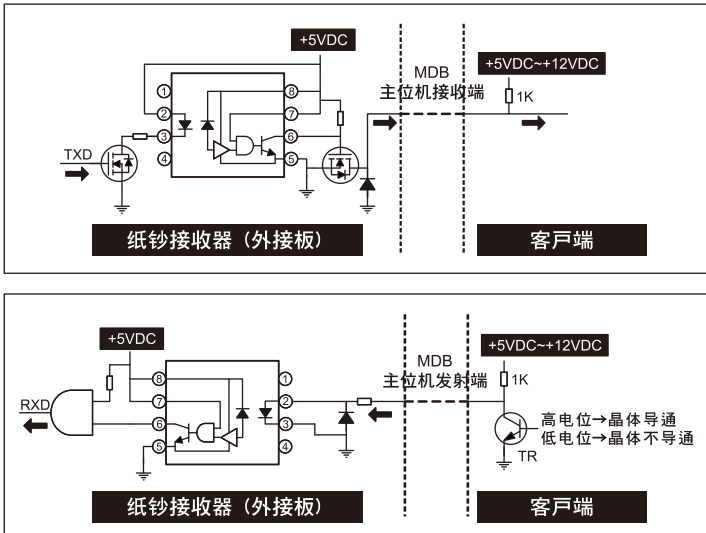 +5VDC
MDB
主位机接收端
+5VDC~+12VDC
1K
1
2
3
4
8
7
6
5
TXD
纸钞接收器（外接板）
客戸端
+5VDC
MDB
主位机发射端
+5VDC~+12VDC
1K
8
7
6
5
1
2
3
4
RXD
高电位→晶体导通
低电位→晶体不导通
TR
纸钞接收器（外接板）
客戸端